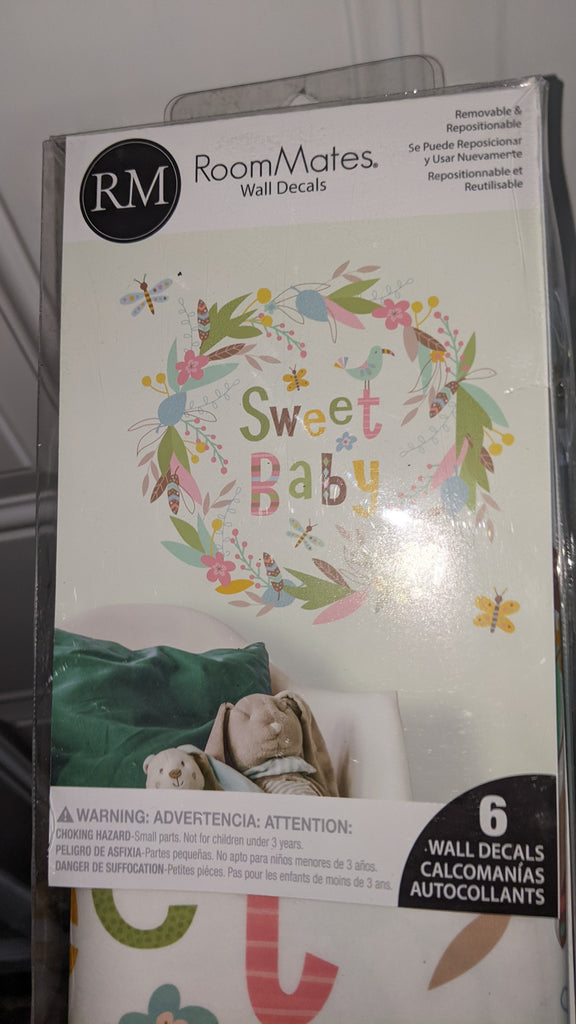 RM
RoomMates®
Wall Decals
Removable &
Repositionable
Se Puede Reposicionar
y Usar Nuevamente
Repositionnable et
Reutilisable
Sweet
Baby
WARNING: ADVERTENCIA: ATTENTION:
CHOKING HAZARD-Small parts. Not for children under 3 years.
PELIGRO DE ASFIXIA-Partes pequeñas. No apto para niños menores de 3 años.
DANGER DE SUFFOCATION-Petites pièces. Pas pour les enfants de moins de 3 ans.
6
WALL DECALS
CALCOMANÍAS
AUTOCOLLANTS